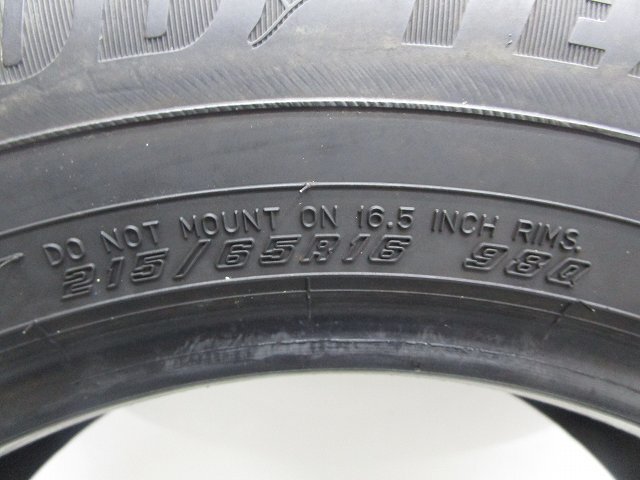 DO NOT MOUNT ON 16.5 INCH RIMS.
215/65R16 98Q